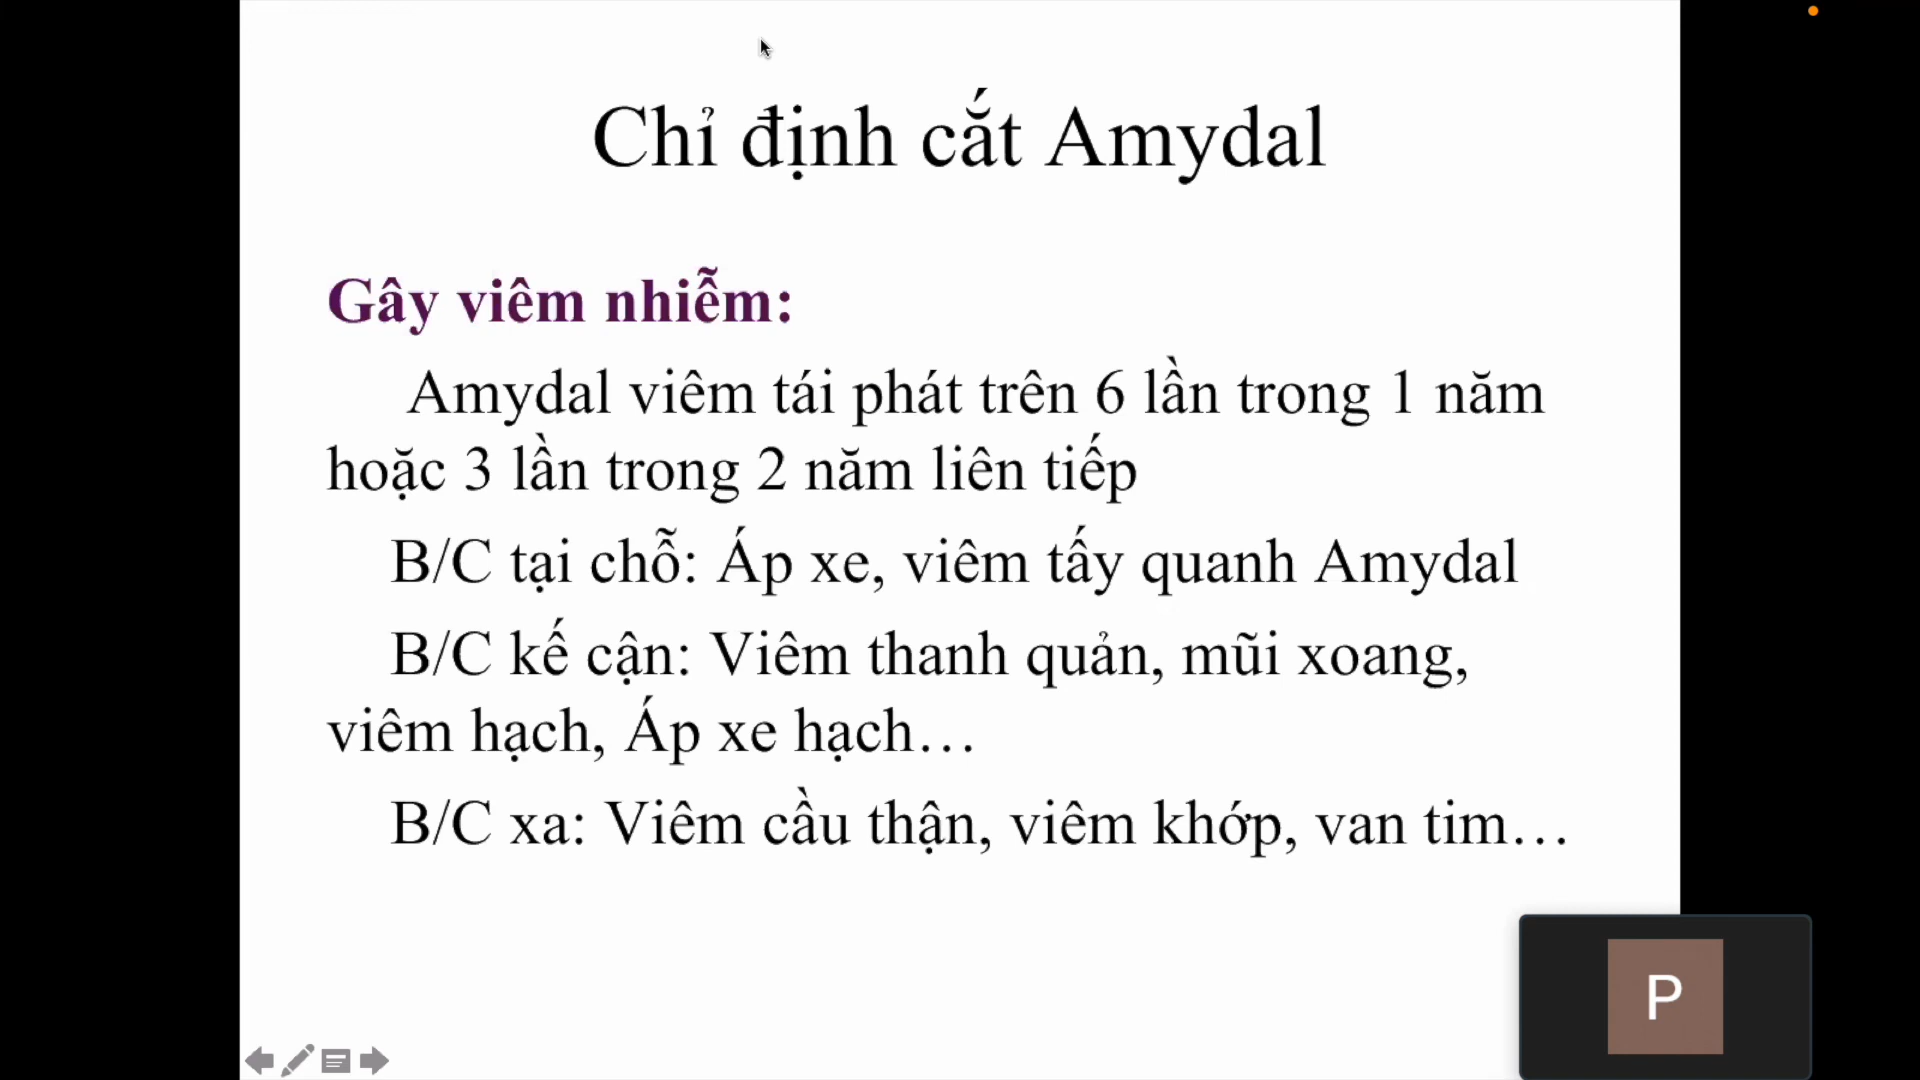 Chỉ định cắt Amydal
Gây viêm nhiễm:
Amydal viêm tái phát trên 6 lần trong 1 năm
hoặc 3 lần trong 2 năm liên tiếp
B/C tại chỗ: Áp xe, viêm tấy quanh Amydal
B/C kế cận: Viêm thanh quản, mũi xoang,
viêm hạch, Áp xe hạch…
B/C xa: Viêm cầu thận, viêm khớp, van tim…
P